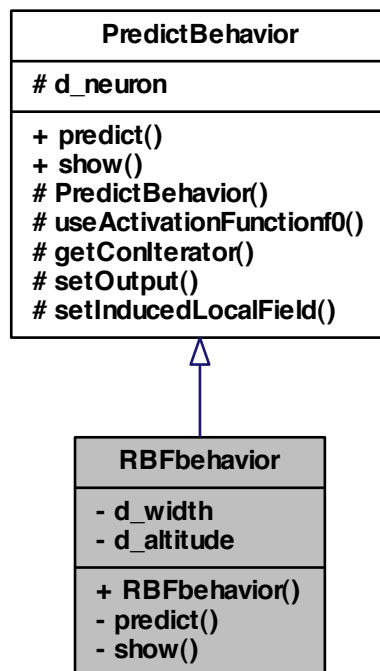 PredictBehavior
# d_neuron
+ predict()
+ show()
# PredictBehavior()
# useActivationFunctionf0()
# getConIterator()
# setOutput()
# setInducedLocalField()
RBFbehavior
- d_width
- d_altitude
+ RBFbehavior()
- predict()
- show()